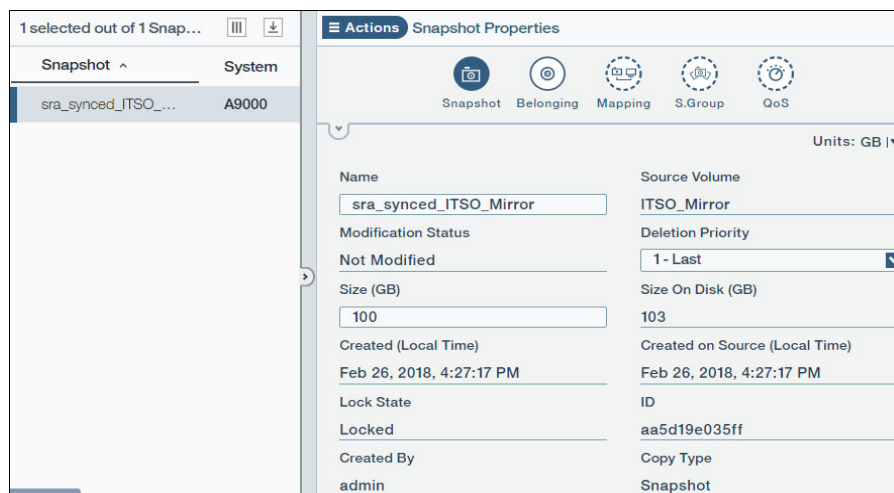 1 selected out of 1 Snap...
Snapshot System
sra_synced_ITSO_... A9000
Actions Snapshot Properties
Snapshot Belonging Mapping S.Group QoS
Units: GB
Name Source Volume
sra_synced_ITSO_Mirror ITSO_Mirror
Modification Status Deletion Priority
Not Modified 1 - Last
Size (GB) Size On Disk (GB)
100 103
Created (Local Time) Created on Source (Local Time)
Feb 26, 2018, 4:27:17 PM Feb 26, 2018, 4:27:17 PM
Lock State ID
Locked aa5d19e035ff
Created By Copy Type
admin Snapshot